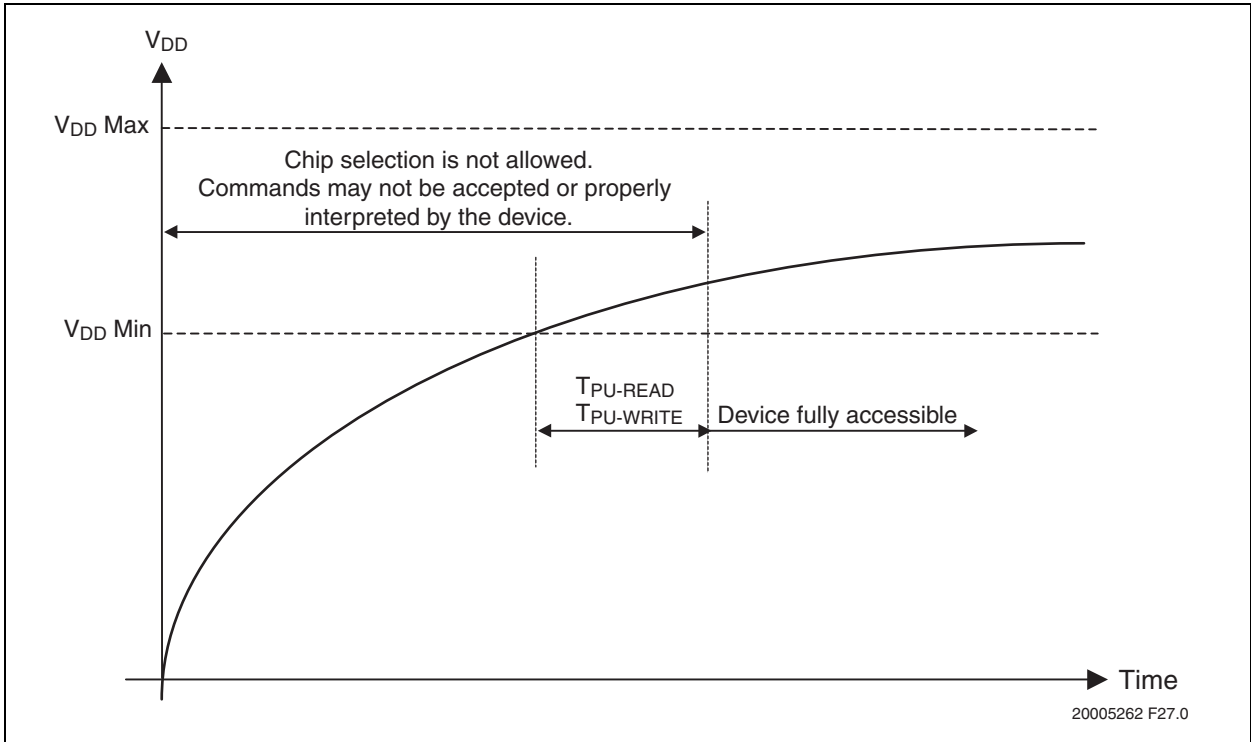 VDD
VDD Max
Chip selection is not allowed.
Commands may not be accepted or properly
interpreted by the device.
VDD Min
TPU-READ
TPU-WRITE
Device fully accessible
Time
20005262 F27.0